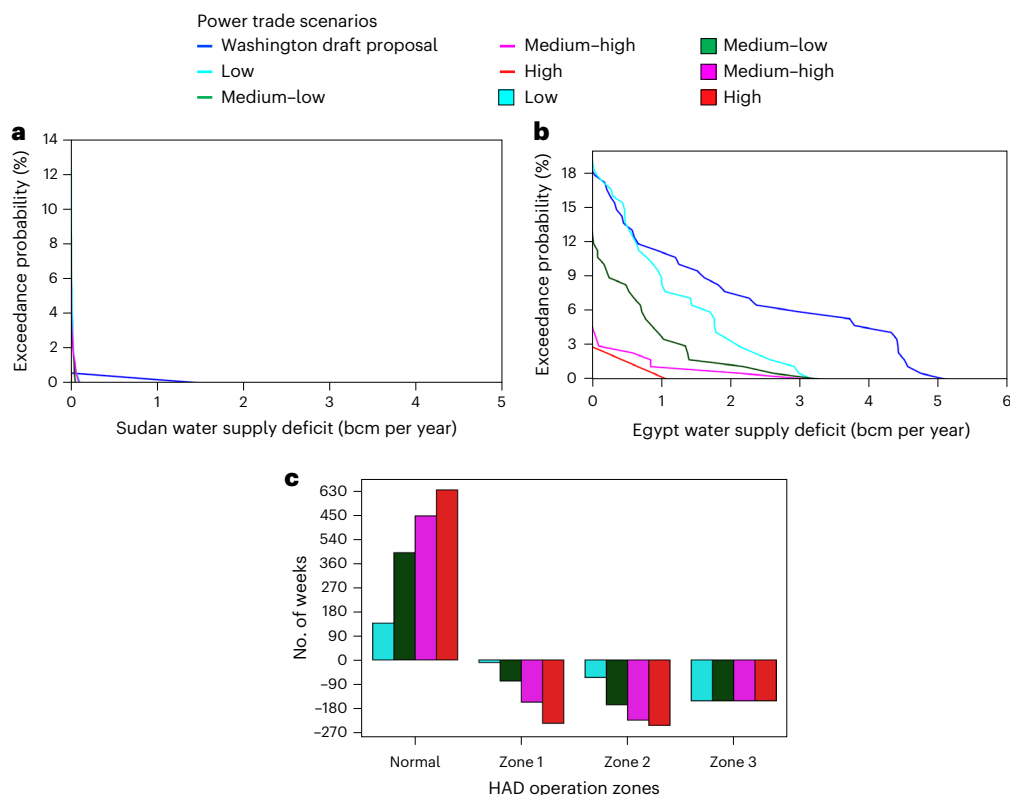 Power trade scenarios
Washington draft proposal
Low
Medium–low
Medium–high
High
Low
Medium–low
Medium–high
High
a
14
12
10
8
6
4
2
0
Exceedance probability (%)
0 1 2 3 4 5
Sudan water supply deficit (bcm per year)
b
18
15
12
9
6
3
0
Exceedance probability (%)
0 1 2 3 4 5 6
Egypt water supply deficit (bcm per year)
c
630
450
540
360
270
180
90
0
–90
–180
–270
No. of weeks
Normal Zone 1 Zone 2 Zone 3
HAD operation zones